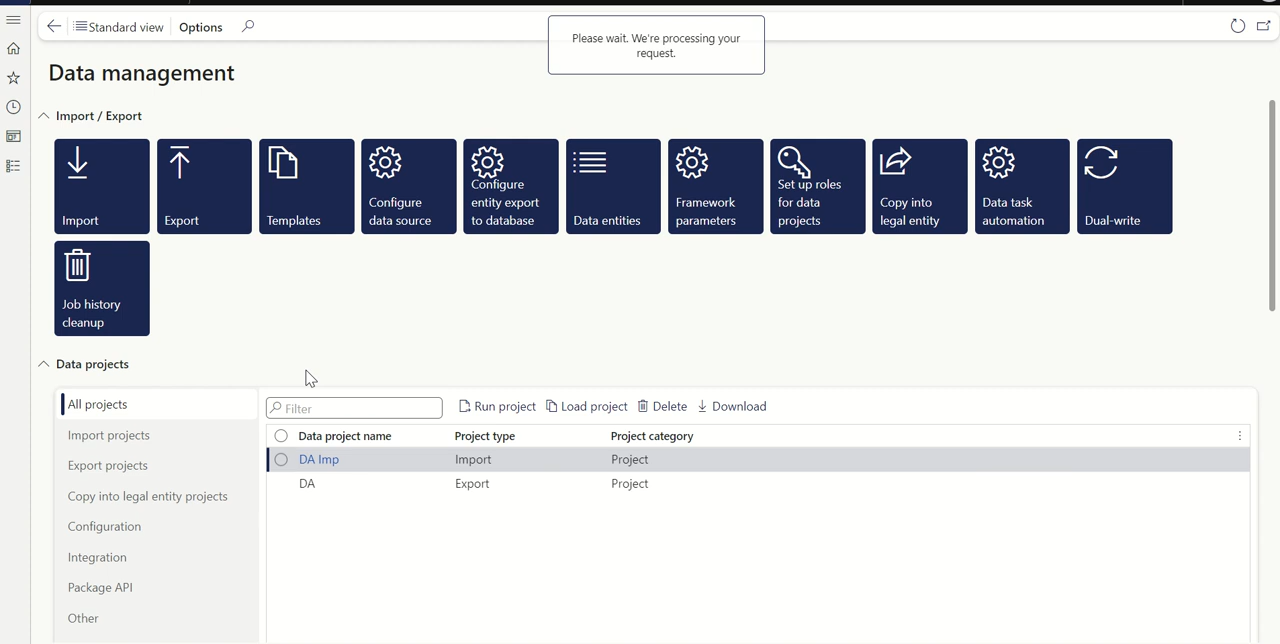 Standard view
Options
Please wait. We're processing your
request.
Data management
Import / Export
Import
Export
Templates
Configure
data source
Configure
entity export
to database
Data entities
Framework
parameters
Set up roles
for data
projects
Copy into
legal entity
Data task
automation
Dual-write
Job history
cleanup
Data projects
All projects
Import projects
Export projects
Copy into legal entity projects
Configuration
Integration
Package API
Other
Filter
Run project
Load project
Delete
Download
Data project name Project type Project category
DA Imp Import Project
DA Export Project